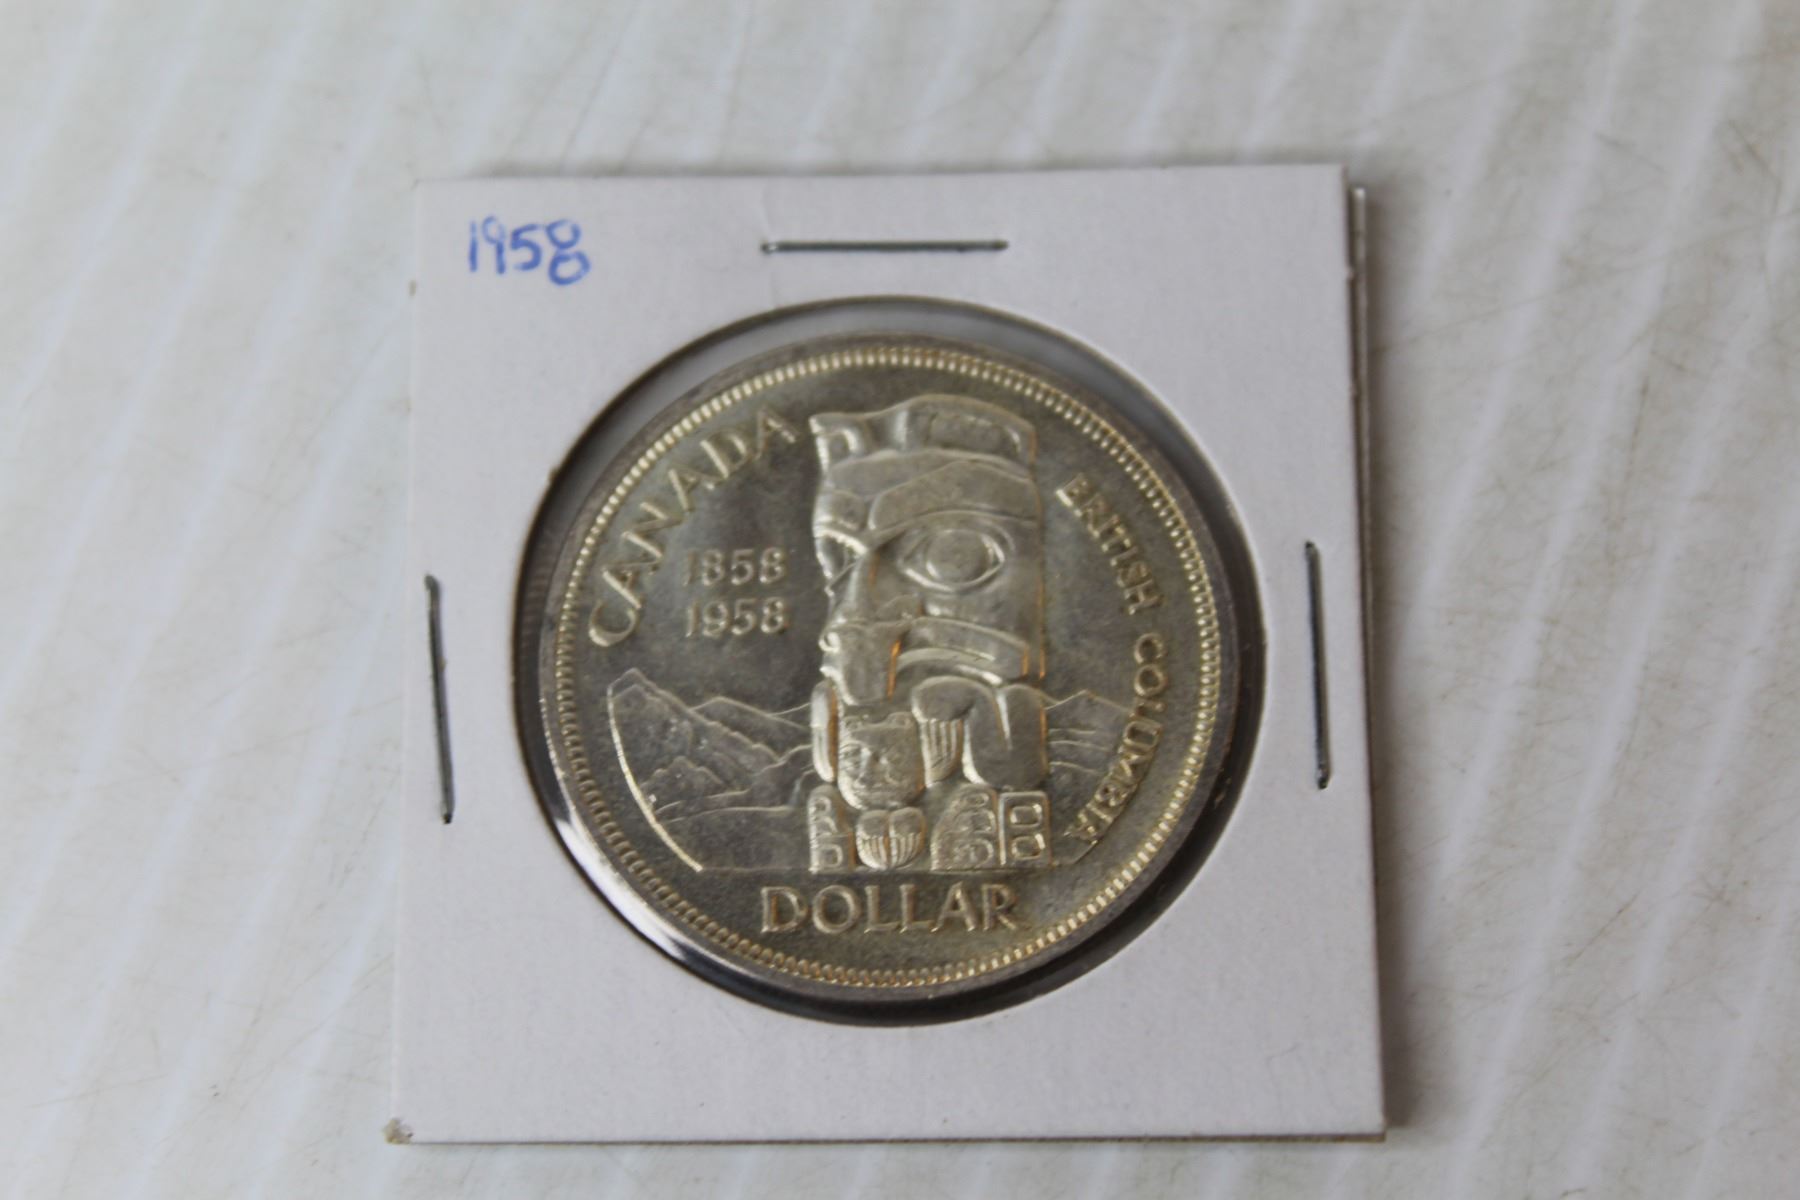 1958
CANADA
BRITISH COLUMBIA
1858
1958
DOLLAR